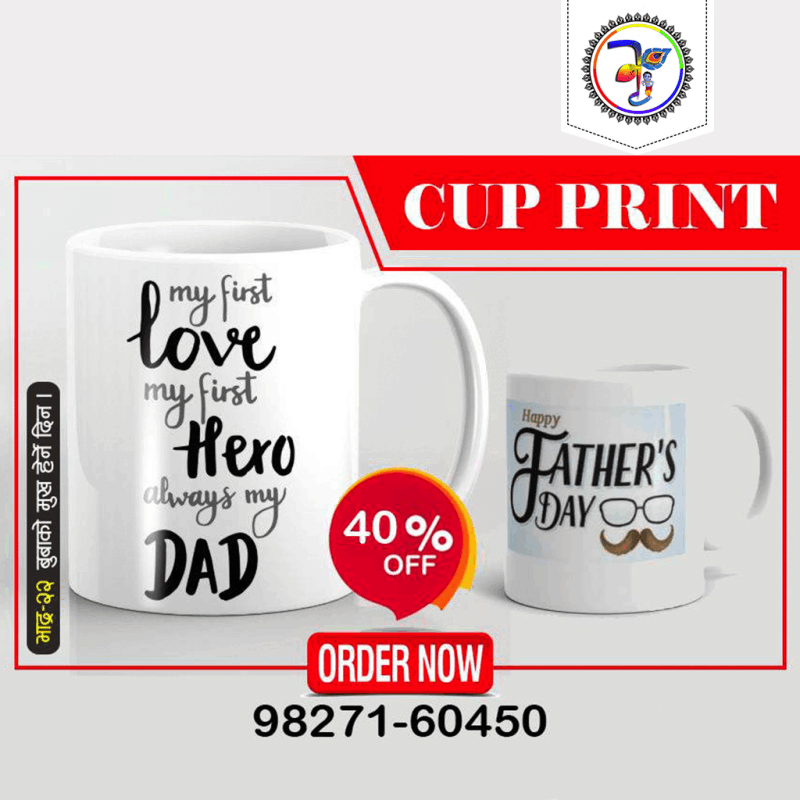 CUP PRINT
my first
love
my first
Hero
always my
DAD
Happy
FATHER'S
DAY
भाद्र-२२ बुबाको मुख हेर्ने दिन ।
40%
OFF
ORDER NOW
98271-60450